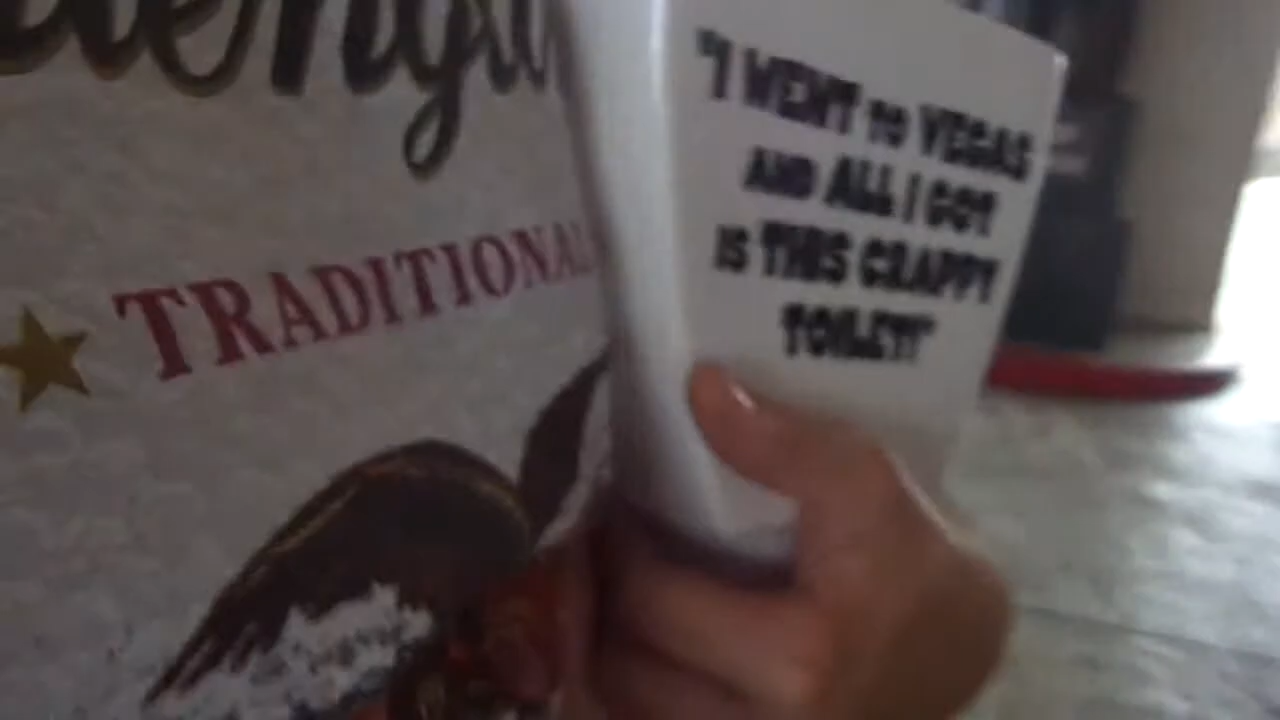 TRADITIONAL
"I WENT TO VEGAS
AND ALL I GOT
IS THIS CRAPPY
TOILET!"